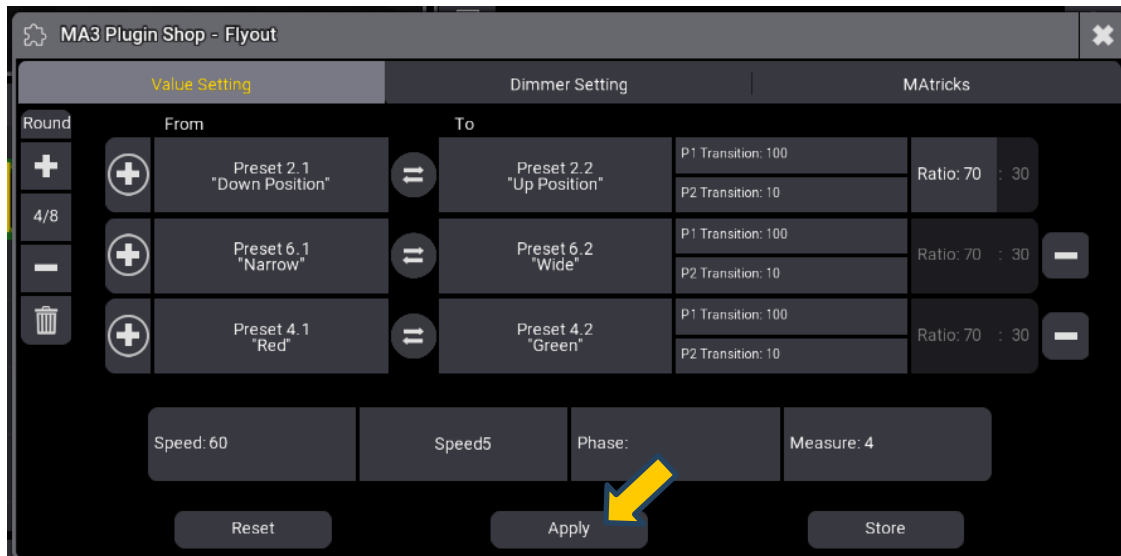 MA3 Plugin Shop - Flyout
Value Setting
Dimmer Setting
MAtricks
Round
From
To
4/8
Preset 2.1
"Down Position"
Preset 2.2
"Up Position"
P1 Transition: 100
P2 Transition: 10
Ratio: 70 : 30
Preset 6.1
"Narrow"
Preset 6.2
"Wide"
P1 Transition: 100
P2 Transition: 10
Ratio: 70 : 30
Preset 4.1
"Red"
Preset 4.2
"Green"
P1 Transition: 100
P2 Transition: 10
Ratio: 70 : 30
Speed: 60
Speed5
Phase:
Measure: 4
Reset
Apply
Store